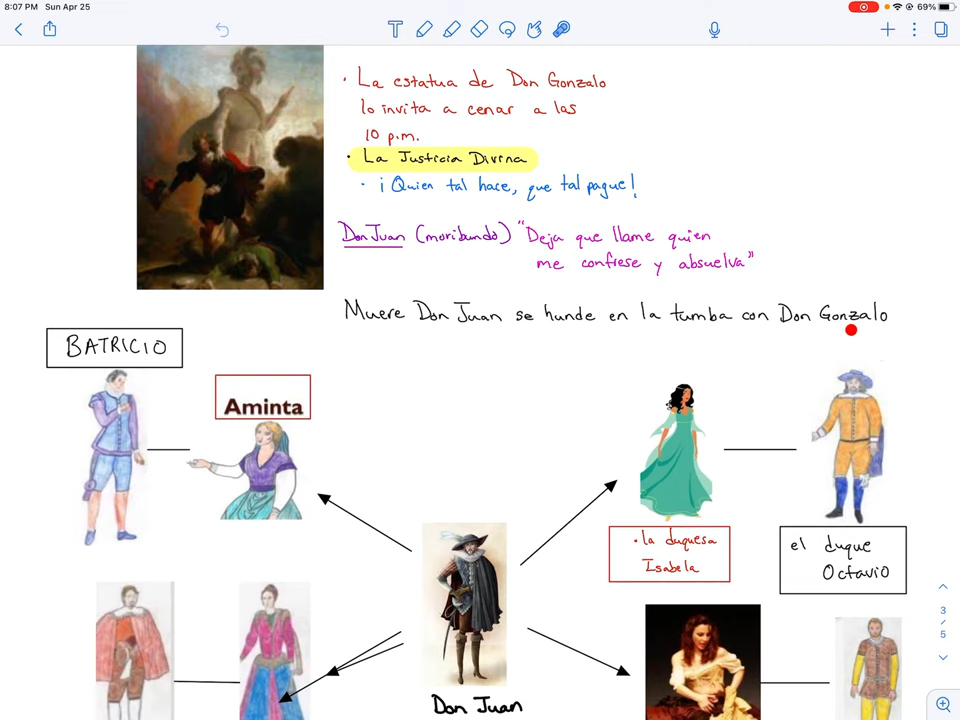 8:07 PM Sun Apr 25
69%
· La estatua de Don Gonzalo
lo invita a cenar a las
10 p.m.
· La Justicia Divina
· ¡Quien tal hace, que tal pague!
Don Juan (moribundo) "Deja que llame quien
me confiese y absuelva"
Muere Don Juan se hunde en la tumba con Don Gonzalo
BATRICIO
Aminta
· la duquesa
Isabela
el duque
Octavio
3
/
5
Don Juan